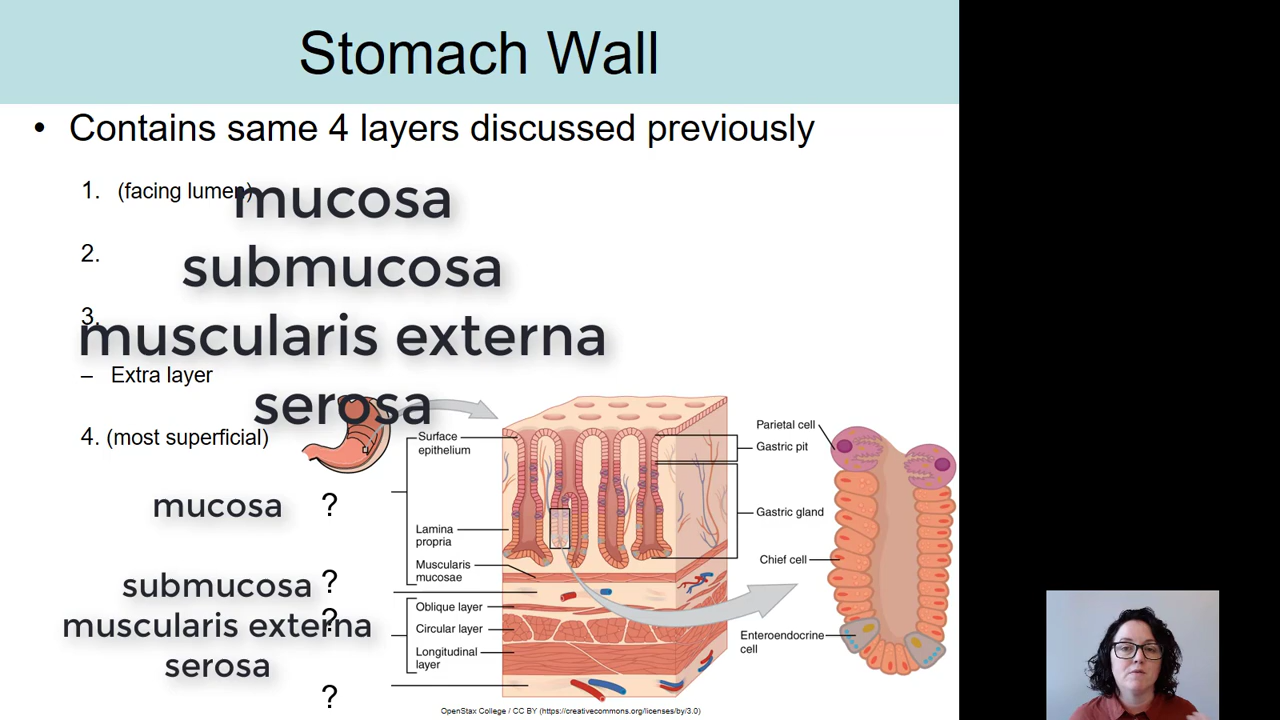 Stomach Wall
• Contains same 4 layers discussed previously
1. (facing lumen)
mucosa
2.
submucosa
3.
muscularis externa
– Extra layer
serosa
4. (most superficial)
mucosa ?
submucosa ?
muscularis externa ?
serosa
?
Surface
epithelium
Lamina
propria
Muscularis
mucosae
Oblique layer
Circular layer
Longitudinal
layer
Parietal cell
Gastric pit
Gastric gland
Chief cell
Enteroendocrine
cell
OpenStax College / CC BY (https://creativecommons.org/licenses/by/3.0)